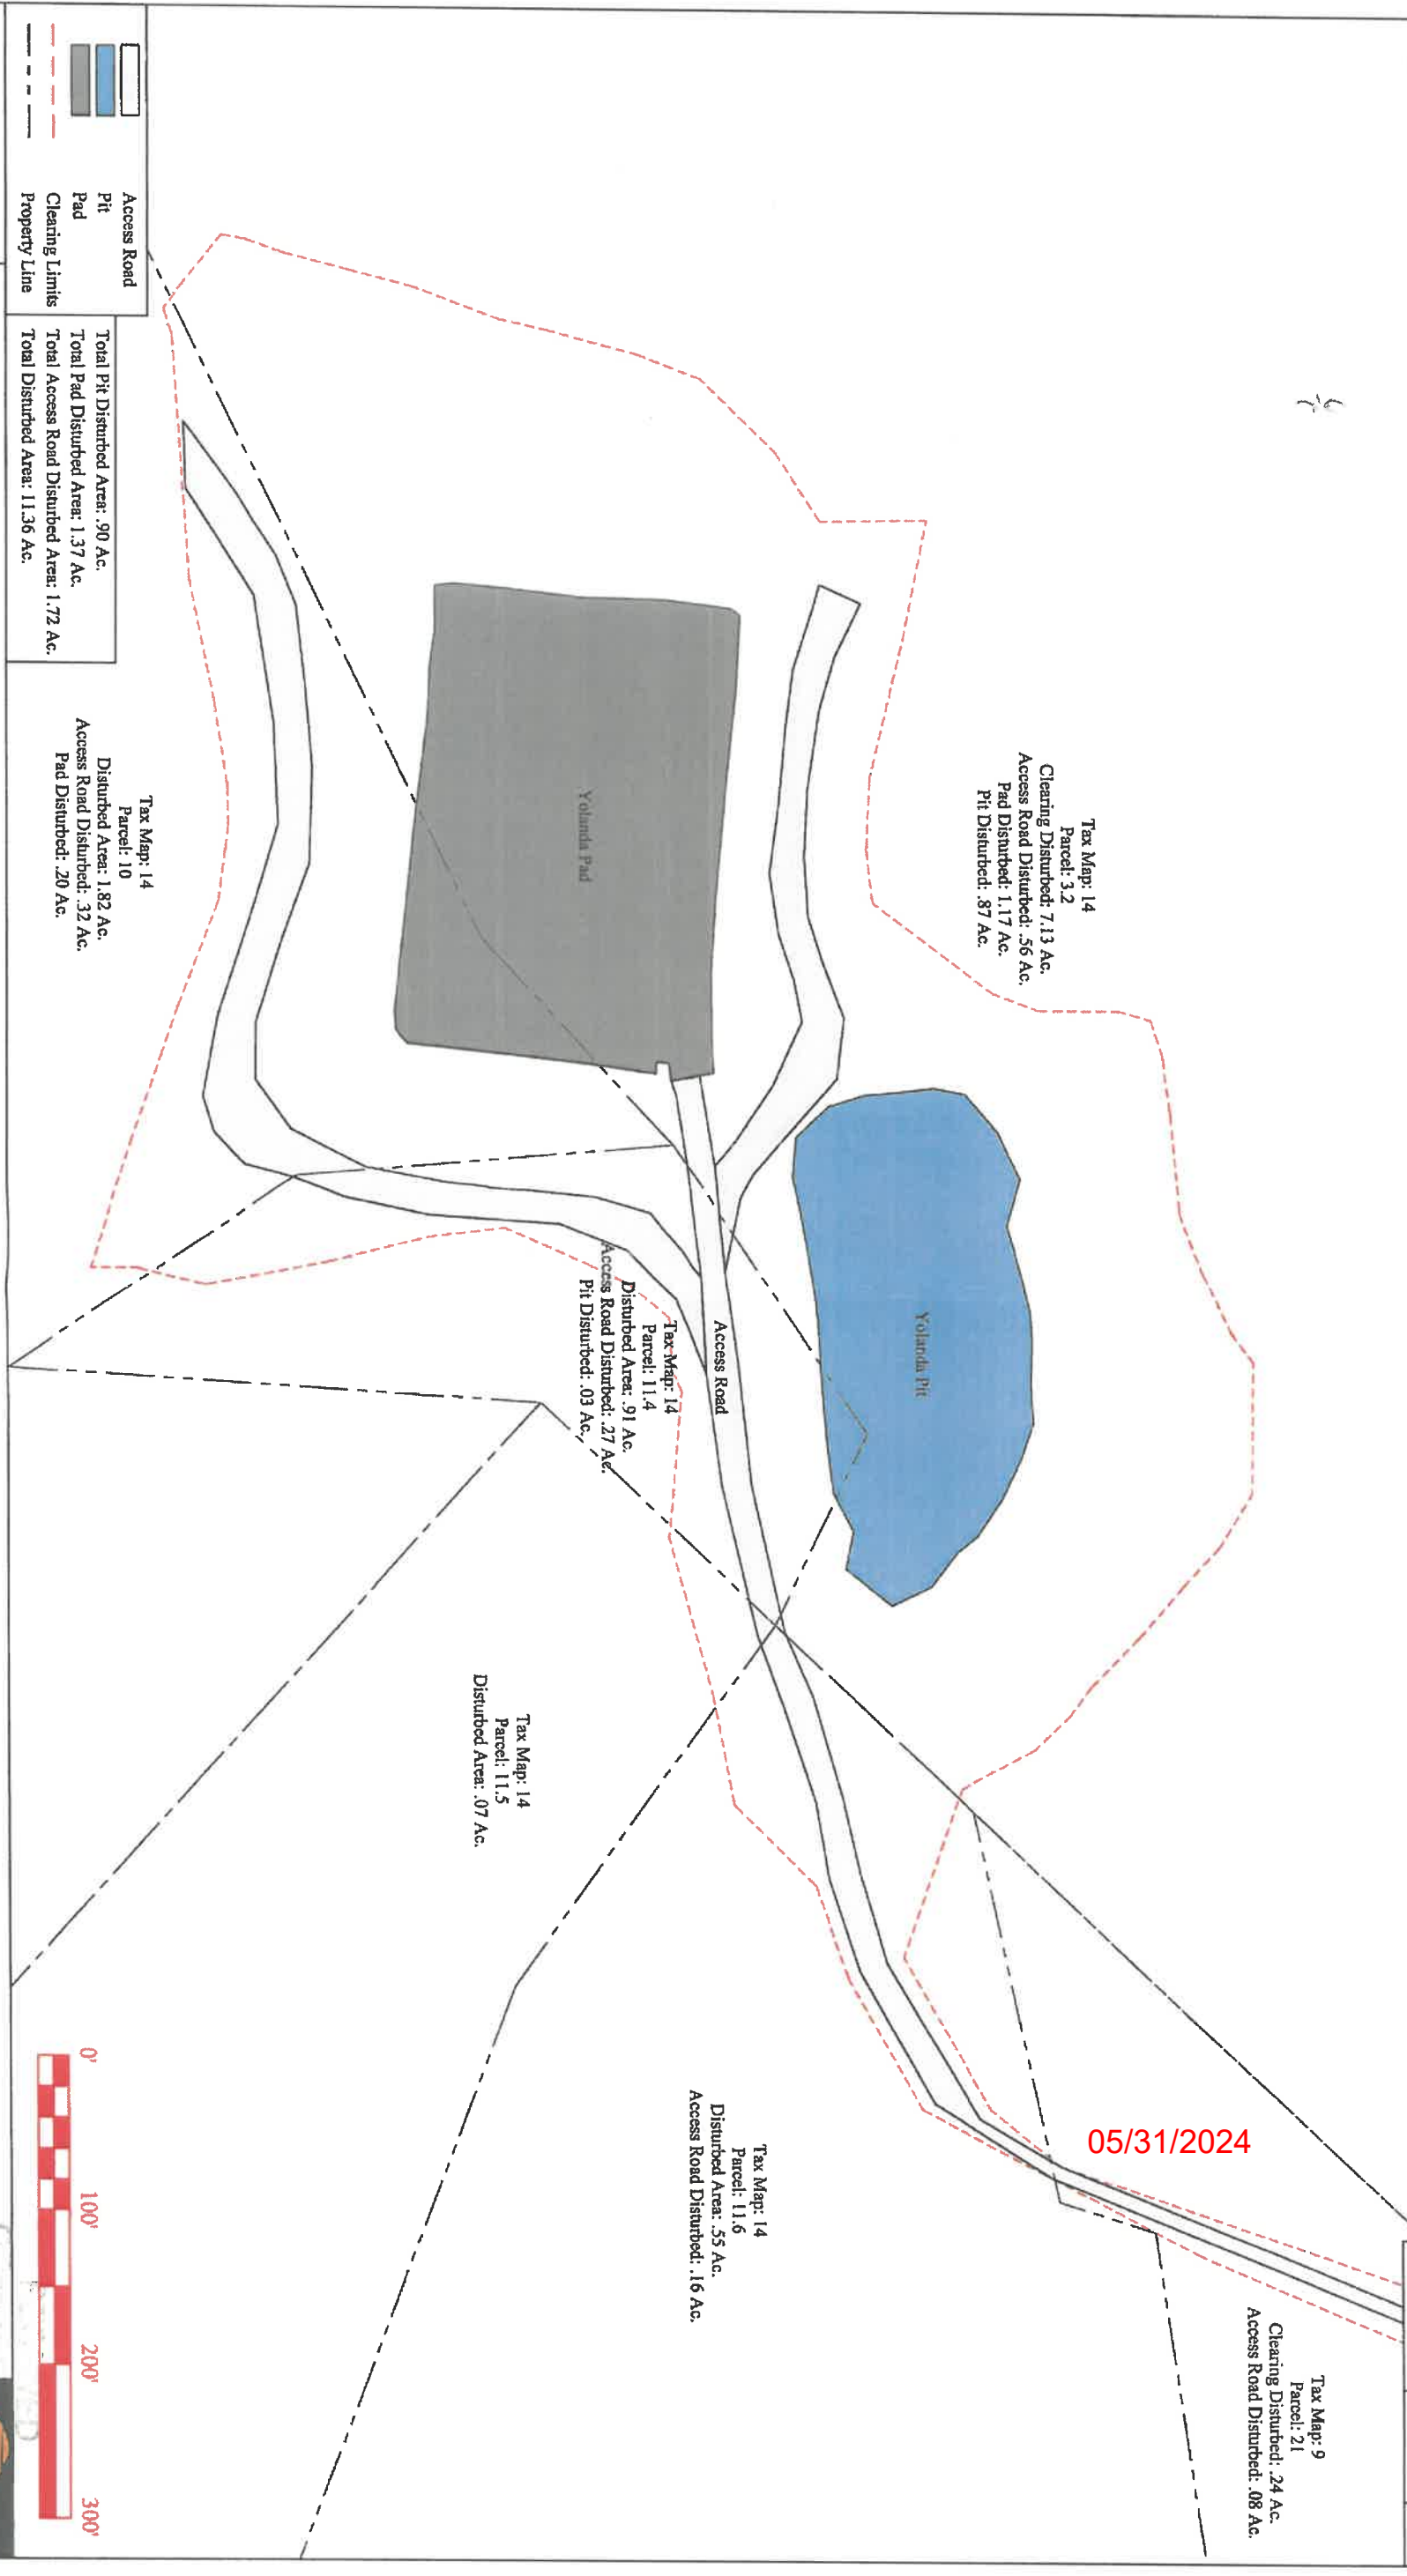 Tax Map: 9
Parcel: 21
Clearing Disturbed: .24 Ac.
Access Road Disturbed: .08 Ac.
Tax Map: 14
Parcel: 3.2
Clearing Disturbed: 7.13 Ac.
Access Road Disturbed: .56 Ac.
Pad Disturbed: 1.17 Ac.
Pit Disturbed: .87 Ac.
05/31/2024
Yolanda Pit
Tax Map: 14
Parcel: 11.6
Disturbed Area: .55 Ac.
Access Road Disturbed: .16 Ac.
Access Road
Tax Map: 14
Parcel: 11.4
Disturbed Area: .91 Ac.
Access Road Disturbed: .27 Ac.
Pit Disturbed: .03 Ac.
Yolanda Pad
Tax Map: 14
Parcel: 11.5
Disturbed Area: .07 Ac.
Tax Map: 14
Parcel: 10
Disturbed Area: 1.82 Ac.
Access Road Disturbed: .32 Ac.
Pad Disturbed: .20 Ac.
Access Road
Pit
Pad
Clearing Limits
Property Line
Total Pit Disturbed Area: .90 Ac.
Total Pad Disturbed Area: 1.37 Ac.
Total Access Road Disturbed Area: 1.72 Ac.
Total Disturbed Area: 11.36 Ac.
0' 100' 200' 300'